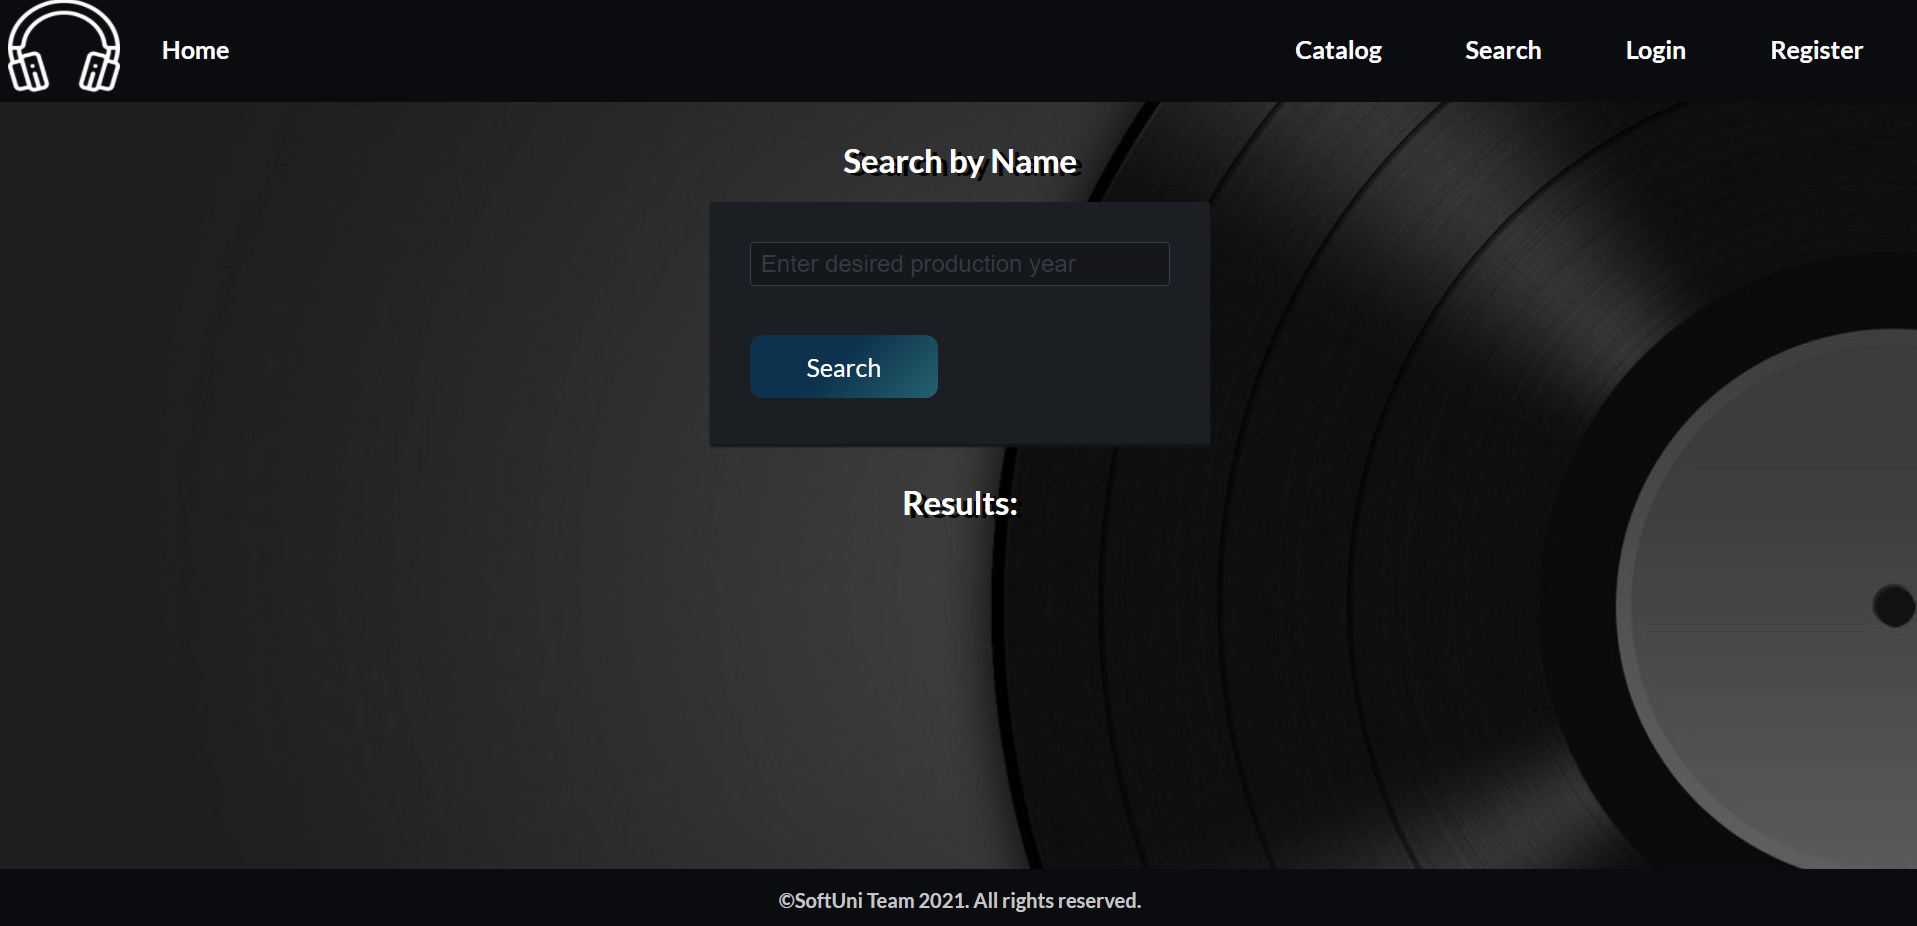 Home Catalog Search Login Register
Search by Name
Enter desired production year
Search
Results:
©SoftUni Team 2021. All rights reserved.